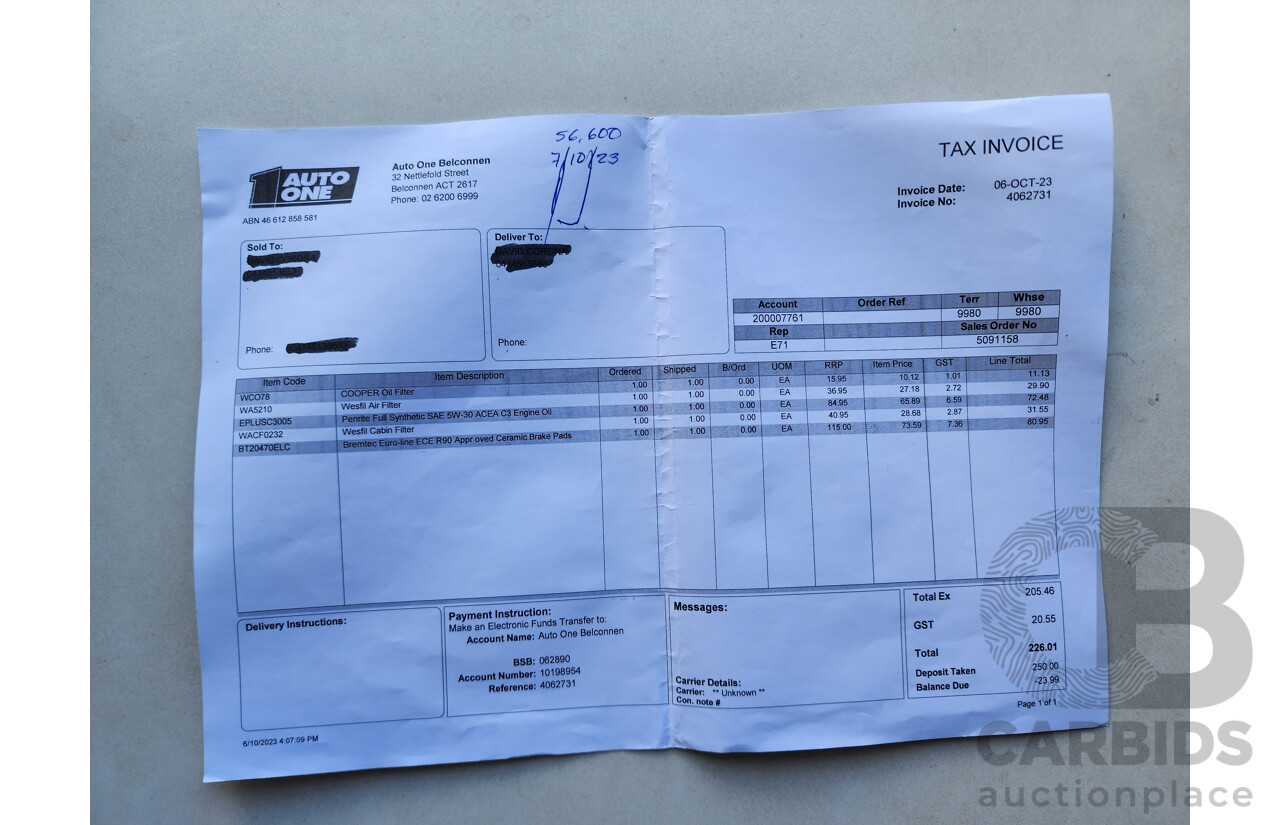 56,600
7/10/23
TAX INVOICE
1 AUTO ONE
Auto One Belconnen
32 Nettlefold Street
Belconnen ACT 2617
Phone: 02 6200 6999
ABN 46 612 858 581
Invoice Date: 06-OCT-23
Invoice No: 4062731
Sold To:
Phone:
Deliver To:
Phone:
Account Order Ref Terr Whse
200007761 9980 9980
Rep Sales Order No
E71 5091158
Item Code Item Description Ordered Shipped B/Ord UOM RRP Item Price GST Line Total
WCO78 COOPER Oil Filter 1.00 1.00 0.00 EA 15.95 10.12 1.01 11.13
WA5210 Wesfil Air Filter 1.00 1.00 0.00 EA 36.95 27.18 2.72 29.90
EPLUSC3005 Penrite Full Synthetic SAE 5W-30 ACEA C3 Engine Oil 1.00 1.00 0.00 EA 84.95 65.89 6.59 72.48
WACF0232 Wesfil Cabin Filter 1.00 1.00 0.00 EA 40.95 28.68 2.87 31.55
BT20470ELC Bremtec Euro-line ECE R90 Appr oved Ceramic Brake Pads 1.00 1.00 0.00 EA 115.00 73.59 7.36 80.95
Delivery Instructions:
Payment Instruction:
Make an Electronic Funds Transfer to:
Account Name: Auto One Belconnen
BSB: 062890
Account Number: 10198954
Reference: 4062731
Messages:
Carrier Details:
Carrier: ** Unknown **
Con. note #
Total Ex 205.46
GST 20.55
Total 226.01
Deposit Taken 250.00
Balance Due -23.99
6/10/2023 4:07:09 PM
Page 1 of 1
CB
CARBIDS
auctionplace